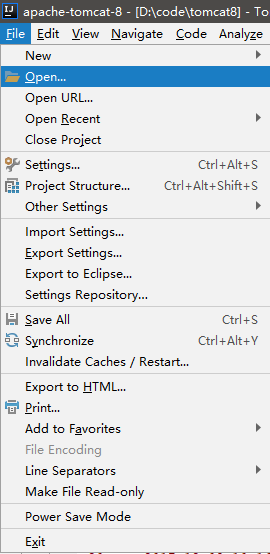 apache-tomcat-8 - [D:\code\tomcat8] - To
File Edit View Navigate Code Analyze
New
Open...
Open URL...
Open Recent
Close Project
Settings... Ctrl+Alt+S
Project Structure... Ctrl+Alt+Shift+S
Other Settings
Import Settings...
Export Settings...
Export to Eclipse...
Settings Repository...
Save All Ctrl+S
Synchronize Ctrl+Alt+Y
Invalidate Caches / Restart...
Export to HTML...
Print...
Add to Favorites
File Encoding
Line Separators
Make File Read-only
Power Save Mode
Exit